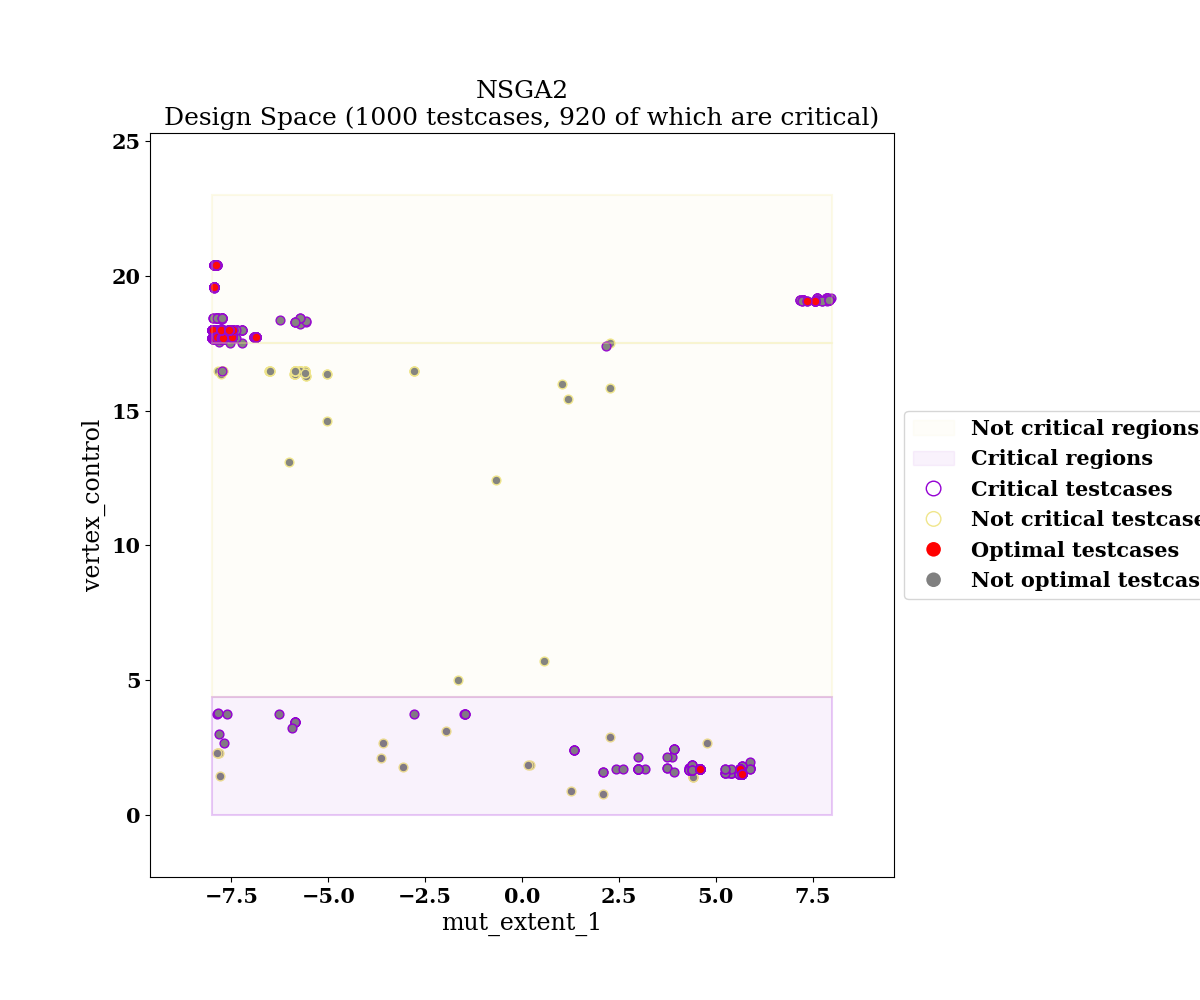 NSGA2
Design Space (1000 testcases, 920 of which are critical)
25
20
15
10
5
0
vertex_control
−7.5
−5.0
−2.5
0.0
2.5
5.0
7.5
mut_extent_1
Not critical regions
Critical regions
Critical testcases
Not critical testcase
Optimal testcases
Not optimal testcas